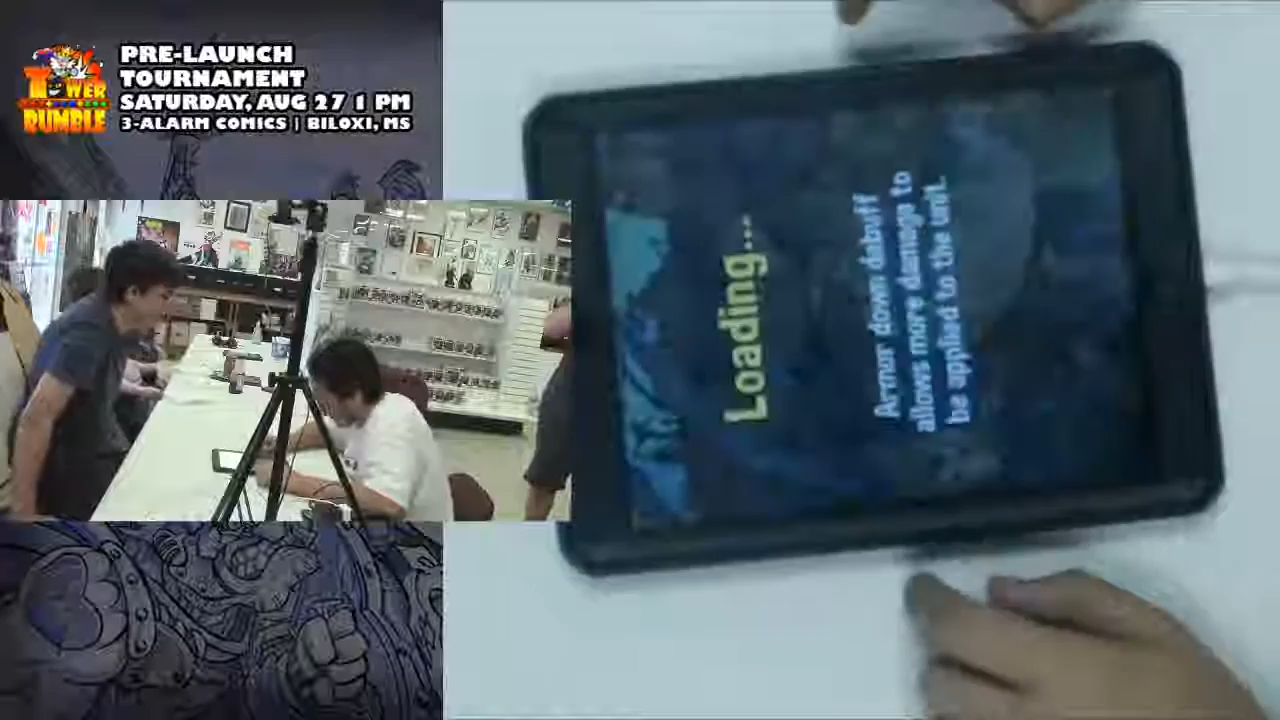 TOWER
RUMBLE
PRE-LAUNCH
TOURNAMENT
SATURDAY, AUG 27 1 PM
3-ALARM COMICS | BILOXI, MS
Loading...
Armor down debuff
allows more damage to
be applied to the unit.